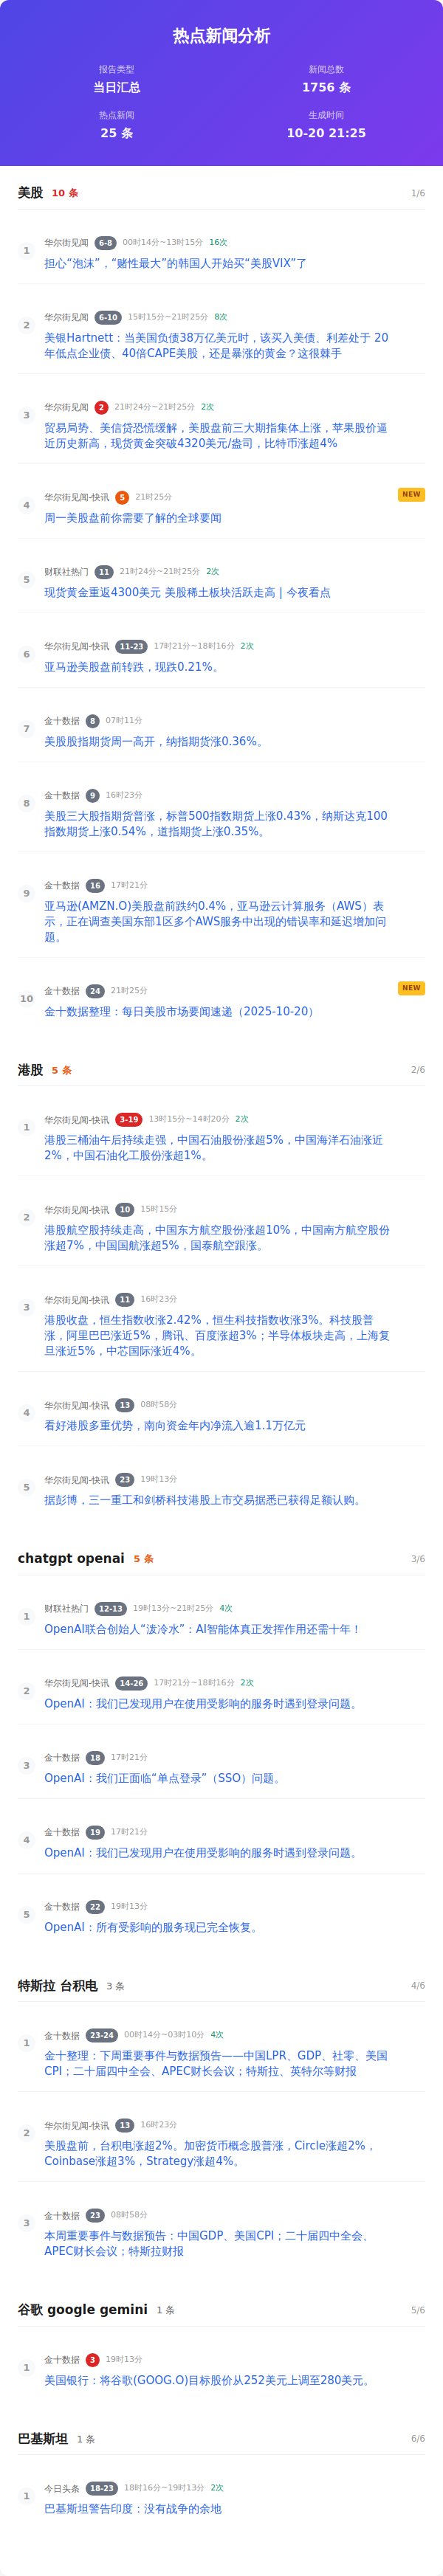 热点新闻分析
报告类型
新闻总数
当日汇总
1756 条
热点新闻
生成时间
25 条
10-20 21:25
美股 10 条 1/6
1
华尔街见闻 6-8 00时14分~13时15分 16次
担心“泡沫”，“赌性最大”的韩国人开始买“美股VIX”了
2
华尔街见闻 6-10 15时15分~21时25分 8次
美银Hartnett：当美国负债38万亿美元时，该买入美债、利差处于 20
年低点企业债、40倍CAPE美股，还是暴涨的黄金？这很棘手
3
华尔街见闻 2 21时24分~21时25分 2次
贸易局势、美信贷恐慌缓解，美股盘前三大期指集体上涨，苹果股价逼
近历史新高，现货黄金突破4320美元/盎司，比特币涨超4%
4
华尔街见闻-快讯 5 21时25分 NEW
周一美股盘前你需要了解的全球要闻
5
财联社热门 11 21时24分~21时25分 2次
现货黄金重返4300美元 美股稀土板块活跃走高 | 今夜看点
6
华尔街见闻-快讯 11-23 17时21分~18时16分 2次
亚马逊美股盘前转跌，现跌0.21%。
7
金十数据 8 07时11分
美股股指期货周一高开，纳指期货涨0.36%。
8
金十数据 9 16时23分
美股三大股指期货普涨，标普500指数期货上涨0.43%，纳斯达克100
指数期货上涨0.54%，道指期货上涨0.35%。
9
金十数据 16 17时21分
亚马逊(AMZN.O)美股盘前跌约0.4%，亚马逊云计算服务（AWS）表
示，正在调查美国东部1区多个AWS服务中出现的错误率和延迟增加问
题。
10
金十数据 24 21时25分 NEW
金十数据整理：每日美股市场要闻速递（2025-10-20）
港股 5 条 2/6
1
华尔街见闻-快讯 3-19 13时15分~14时20分 2次
港股三桶油午后持续走强，中国石油股份涨超5%，中国海洋石油涨近
2%，中国石油化工股份涨超1%。
2
华尔街见闻-快讯 10 15时15分
港股航空股持续走高，中国东方航空股份涨超10%，中国南方航空股份
涨超7%，中国国航涨超5%，国泰航空跟涨。
3
华尔街见闻-快讯 11 16时23分
港股收盘，恒生指数收涨2.42%，恒生科技指数收涨3%。科技股普
涨，阿里巴巴涨近5%，腾讯、百度涨超3%；半导体板块走高，上海复
旦涨近5%，中芯国际涨近4%。
4
华尔街见闻-快讯 13 08时58分
看好港股多重优势，南向资金年内净流入逾1.1万亿元
5
华尔街见闻-快讯 23 19时13分
据彭博，三一重工和剑桥科技港股上市交易据悉已获得足额认购。
chatgpt openai 5 条 3/6
1
财联社热门 12-13 19时13分~21时25分 4次
OpenAI联合创始人“泼冷水”：AI智能体真正发挥作用还需十年！
2
华尔街见闻-快讯 14-26 17时21分~18时16分 2次
OpenAI：我们已发现用户在使用受影响的服务时遇到登录问题。
3
金十数据 18 17时21分
OpenAI：我们正面临“单点登录”（SSO）问题。
4
金十数据 19 17时21分
OpenAI：我们已发现用户在使用受影响的服务时遇到登录问题。
5
金十数据 22 19时13分
OpenAI：所有受影响的服务现已完全恢复。
特斯拉 台积电 3 条 4/6
1
金十数据 23-24 00时14分~03时10分 4次
金十整理：下周重要事件与数据预告——中国LPR、GDP、社零、美国
CPI；二十届四中全会、APEC财长会议；特斯拉、英特尔等财报
2
华尔街见闻-快讯 13 16时23分
美股盘前，台积电涨超2%。加密货币概念股普涨，Circle涨超2%，
Coinbase涨超3%，Strategy涨超4%。
3
金十数据 23 08时58分
本周重要事件与数据预告：中国GDP、美国CPI；二十届四中全会、
APEC财长会议；特斯拉财报
谷歌 google gemini 1 条 5/6
1
金十数据 3 19时13分
美国银行：将谷歌(GOOG.O)目标股价从252美元上调至280美元。
巴基斯坦 1 条 6/6
1
今日头条 18-23 18时16分~19时13分 2次
巴基斯坦警告印度：没有战争的余地